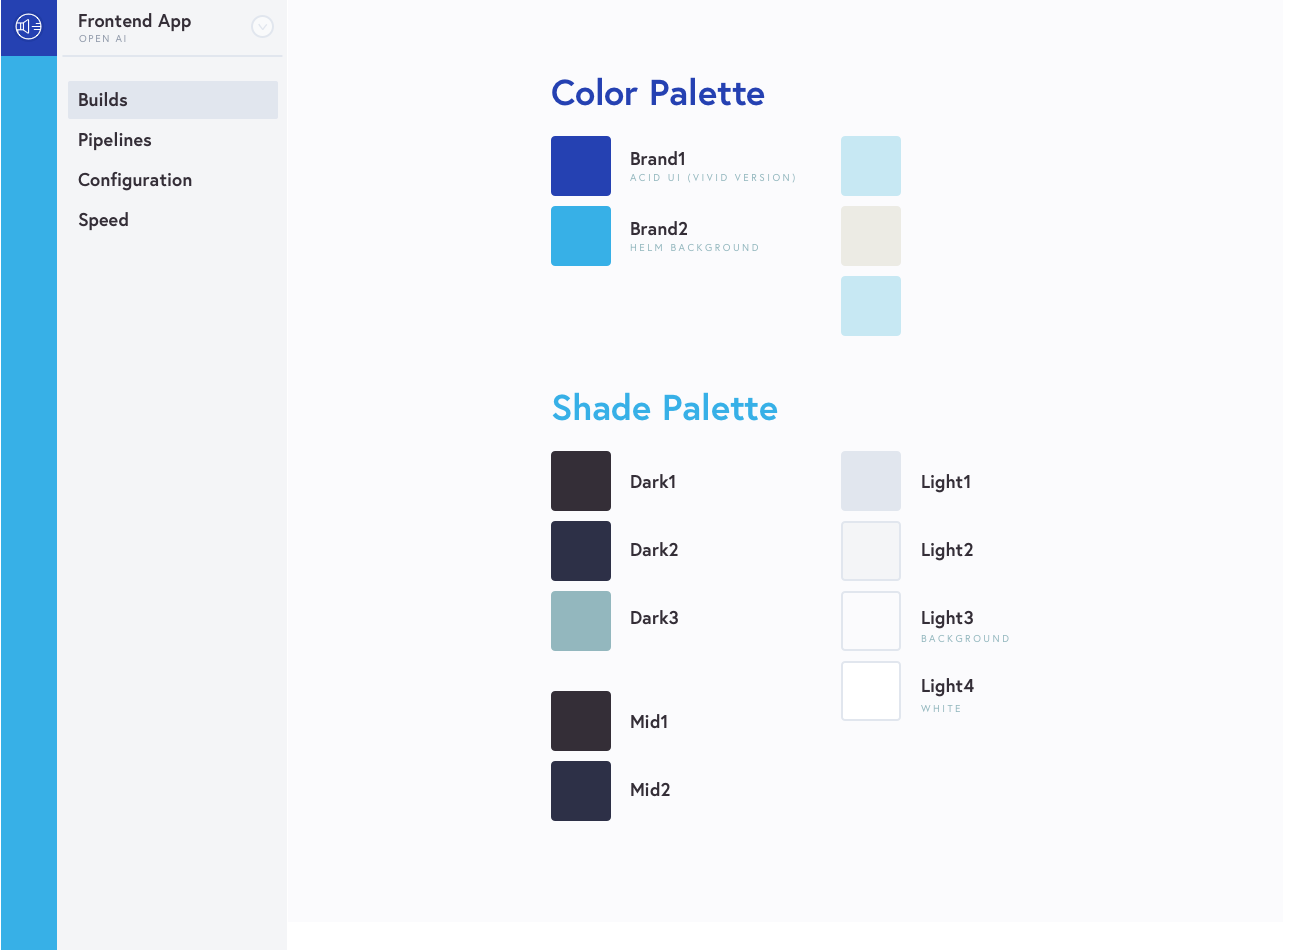 Frontend App
OPEN AI
Builds
Pipelines
Configuration
Speed
Color Palette
Brand1
ACID UI (VIVID VERSION)
Brand2
HELM BACKGROUND
Shade Palette
Dark1
Dark2
Dark3
Mid1
Mid2
Light1
Light2
Light3
BACKGROUND
Light4
WHITE